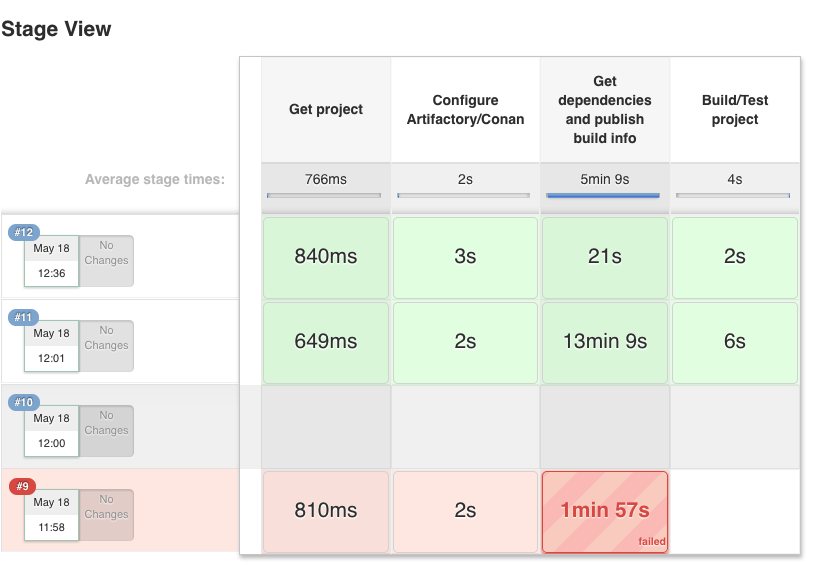 Stage View
Get project
Configure
Artifactory/Conan
Get
dependencies
and publish
build info
Build/Test
project
Average stage times:
766ms
2s
5min 9s
4s
#12
May 18
12:36
No
Changes
840ms
3s
21s
2s
#11
May 18
12:01
No
Changes
649ms
2s
13min 9s
6s
#10
May 18
12:00
No
Changes
#9
May 18
11:58
No
Changes
810ms
2s
1min 57s
failed